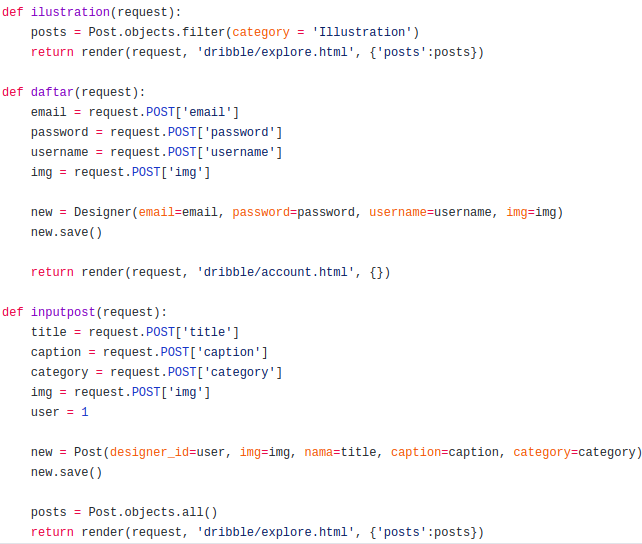 def ilustration(request):
    posts = Post.objects.filter(category = 'Illustration')
    return render(request, 'dribble/explore.html', {'posts':posts})

def daftar(request):
    email = request.POST['email']
    password = request.POST['password']
    username = request.POST['username']
    img = request.POST['img']

    new = Designer(email=email, password=password, username=username, img=img)
    new.save()

    return render(request, 'dribble/account.html', {})

def inputpost(request):
    title = request.POST['title']
    caption = request.POST['caption']
    category = request.POST['category']
    img = request.POST['img']
    user = 1

    new = Post(designer_id=user, img=img, nama=title, caption=caption, category=category)
    new.save()

    posts = Post.objects.all()
    return render(request, 'dribble/explore.html', {'posts':posts})